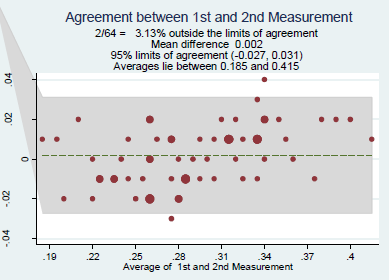 Agreement between 1st and 2nd Measurement
2/64 = 3.13% outside the limits of agreement
Mean difference 0.002
95% limits of agreement (-0.027, 0.031)
Averages lie between 0.185 and 0.415
.04
.02
0
-.02
-.04
.19 .22 .25 .28 .31 .34 .37 .4
Average of 1st and 2nd Measurement